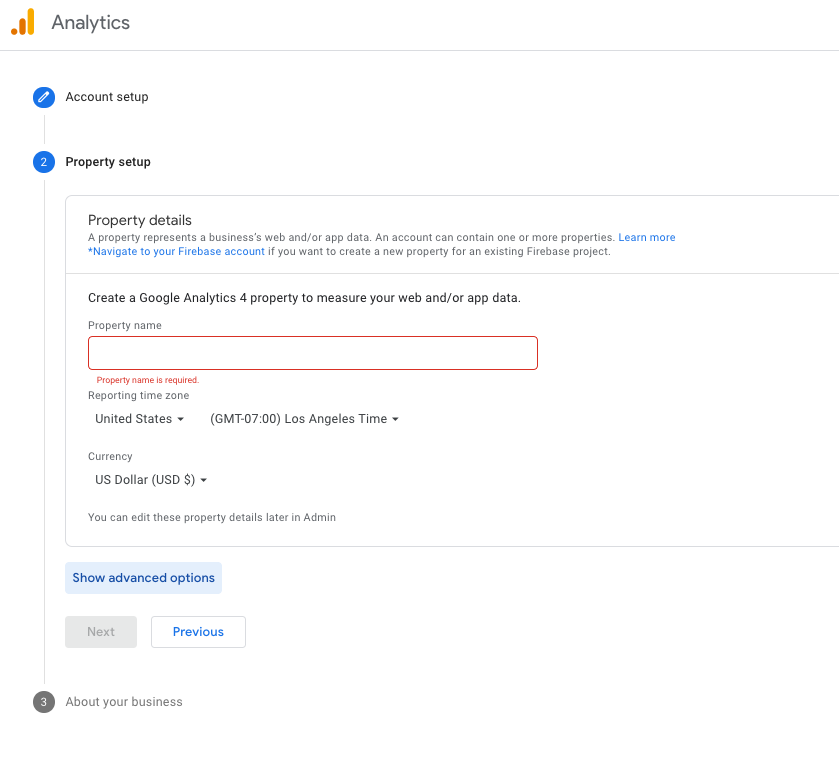 Analytics
Account setup
2 Property setup
Property details
A property represents a business's web and/or app data. An account can contain one or more properties. Learn more
*Navigate to your Firebase account if you want to create a new property for an existing Firebase project.
Create a Google Analytics 4 property to measure your web and/or app data.
Property name
Property name is required.
Reporting time zone
United States (GMT-07:00) Los Angeles Time
Currency
US Dollar (USD $)
You can edit these property details later in Admin
Show advanced options
Next Previous
3 About your business